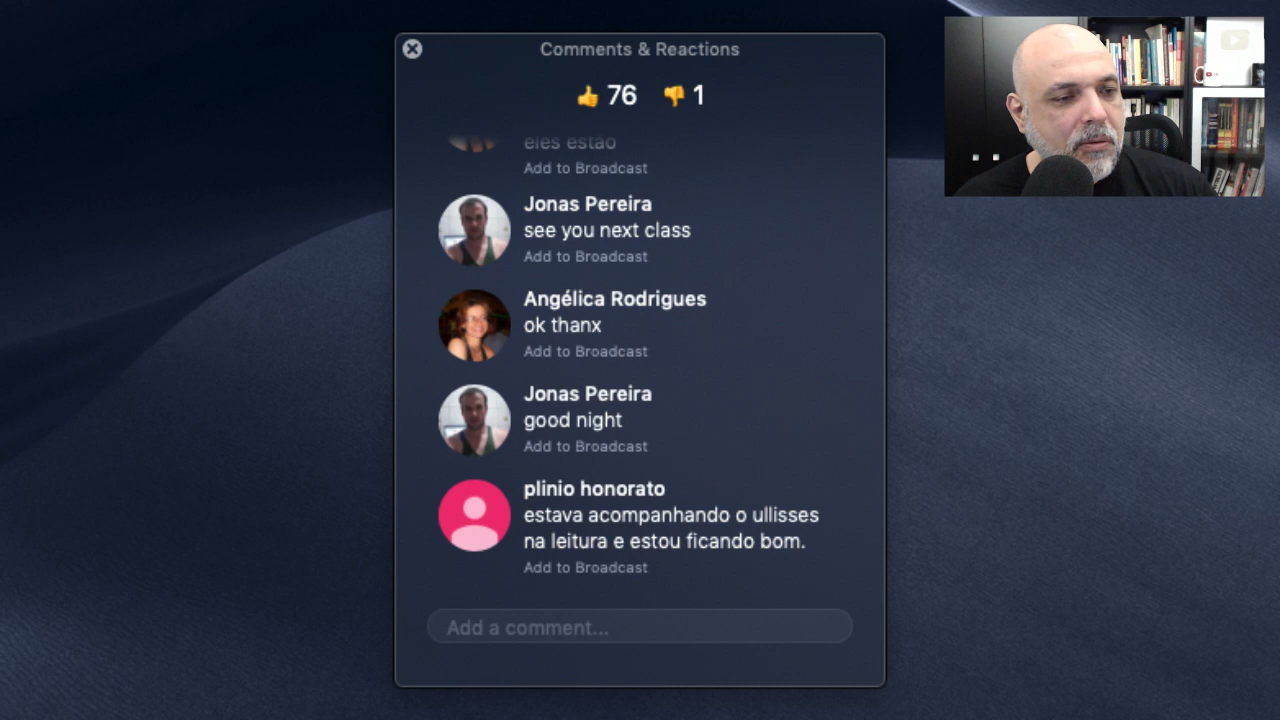 Comments & Reactions
👍 76 👎 1
eles estao
Add to Broadcast
Jonas Pereira
see you next class
Add to Broadcast
Angélica Rodrigues
ok thanx
Add to Broadcast
Jonas Pereira
good night
Add to Broadcast
plinio honorato
estava acompanhando o ullisses
na leitura e estou ficando bom.
Add to Broadcast
Add a comment...